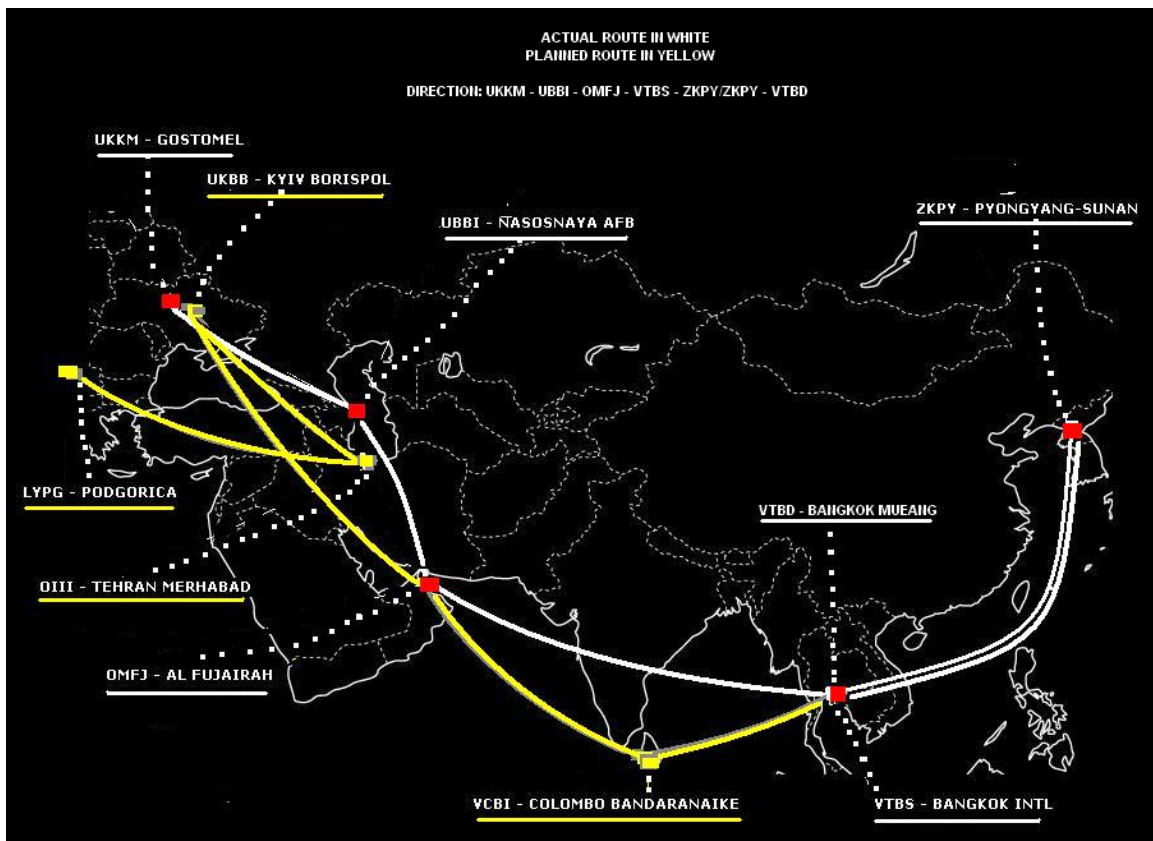 ACTUAL ROUTE IN WHITE
PLANNED ROUTE IN YELLOW
DIRECTION: UKKM - UBBI - OMFJ - VTBS - ZKPY/ZKPY - VTBD
UKKM - GOSTOMEL
UKBB - KYIV BORISPOL
UBBI - NASOSNAYA AFB
ZKPY - PYONGYANG-SUNAN
LYPG - PODGORICA
VTBD - BANGKOK MUEANG
OIII - TEHRAN MERHABAD
OMFJ - AL FUJAIRAH
VCBI - COLOMBO BANDARANAIKE
VTBS - BANGKOK INTL